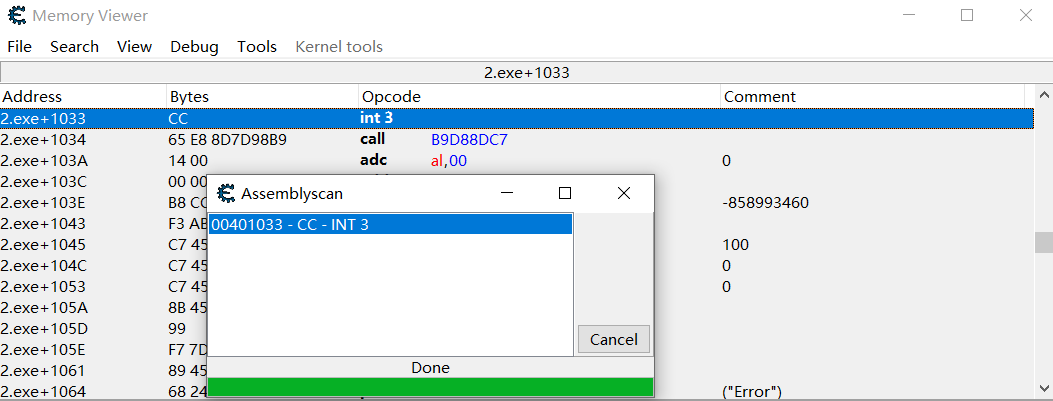 Memory Viewer
File Search View Debug Tools Kernel tools
2.exe+1033
Address Bytes Opcode Comment
2.exe+1033 CC int 3
2.exe+1034 65 E8 8D7D98B9 call B9D88DC7
2.exe+103A 14 00 adc al,00 0
2.exe+103C 00 00
2.exe+103E B8 CC -858993460
2.exe+1043 F3 AB
2.exe+1045 C7 45 100
2.exe+104C C7 45 0
2.exe+1053 C7 45 0
2.exe+105A 8B 45
2.exe+105D 99
2.exe+105E F7 7D
2.exe+1061 89 45
2.exe+1064 68 24 ("Error")
Assemblyscan
00401033 - CC - INT 3
Cancel
Done